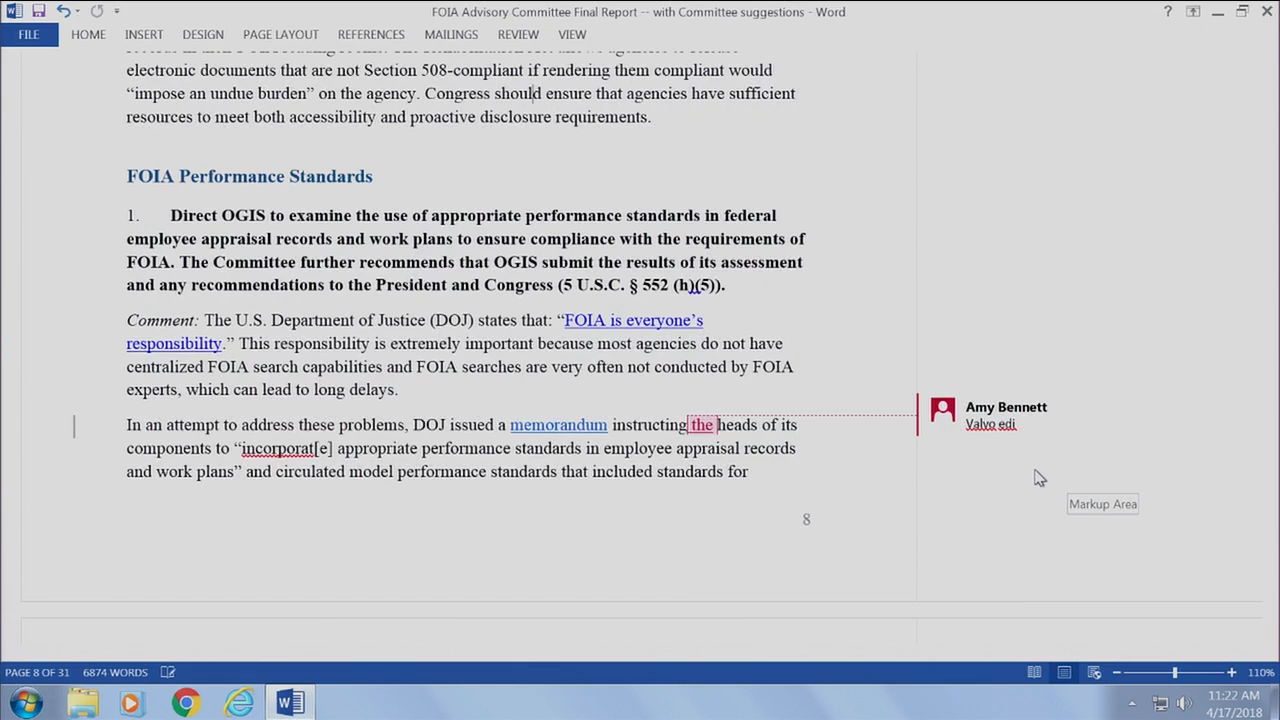 FOIA Advisory Committee Final Report -- with Committee suggestions - Word
?
FILE HOME INSERT DESIGN PAGE LAYOUT REFERENCES MAILINGS REVIEW VIEW
electronic documents that are not Section 508-compliant if rendering them compliant would
“impose an undue burden” on the agency. Congress should ensure that agencies have sufficient
resources to meet both accessibility and proactive disclosure requirements.
FOIA Performance Standards
1. Direct OGIS to examine the use of appropriate performance standards in federal
employee appraisal records and work plans to ensure compliance with the requirements of
FOIA. The Committee further recommends that OGIS submit the results of its assessment
and any recommendations to the President and Congress (5 U.S.C. § 552 (h)(5)).
Comment: The U.S. Department of Justice (DOJ) states that: “FOIA is everyone’s
responsibility.” This responsibility is extremely important because most agencies do not have
centralized FOIA search capabilities and FOIA searches are very often not conducted by FOIA
experts, which can lead to long delays.
In an attempt to address these problems, DOJ issued a memorandum instructing the heads of its
components to “incorporat[e] appropriate performance standards in employee appraisal records
and work plans” and circulated model performance standards that included standards for
Amy Bennett
Valvo edi
Markup Area
8
PAGE 8 OF 31 6874 WORDS
110%
11:22 AM
4/17/2018